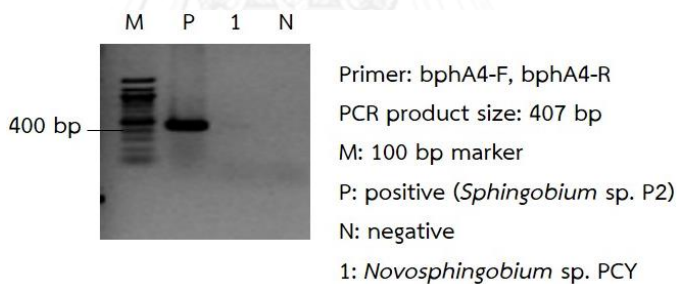 M P 1 N
400 bp
Primer: bphA4-F, bphA4-R
PCR product size: 407 bp
M: 100 bp marker
P: positive (Sphingobium sp. P2)
N: negative
1: Novosphingobium sp. PCY